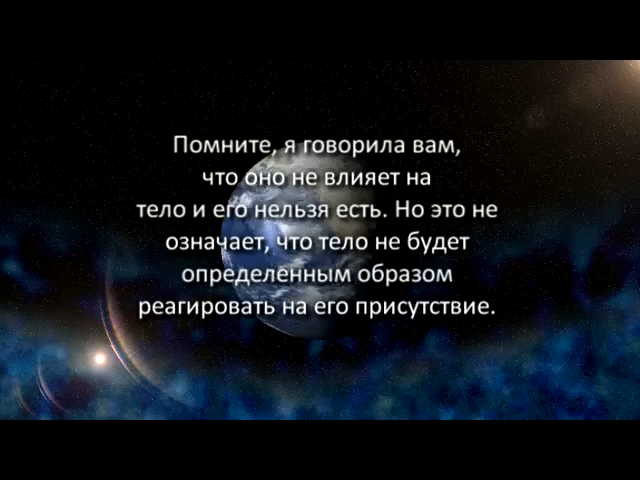 Помните, я говорила вам,
что оно не влияет на
тело и его нельзя есть. Но это не
означает, что тело не будет
определенным образом
реагировать на его присутствие.